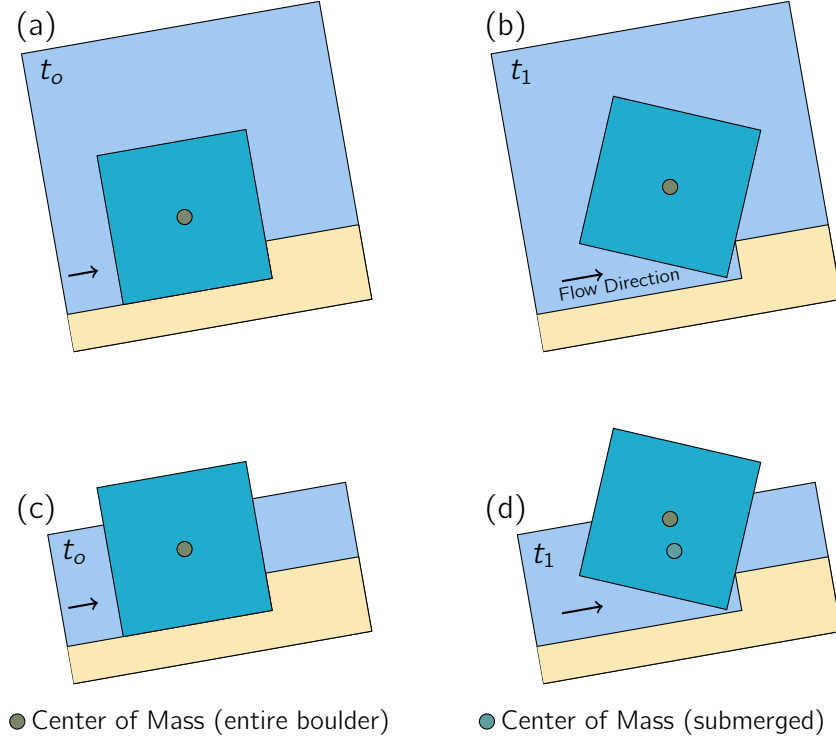 (a)
(b)
t_o
t_1
Flow Direction
(c)
(d)
t_o
t_1
Center of Mass (entire boulder)
Center of Mass (submerged)